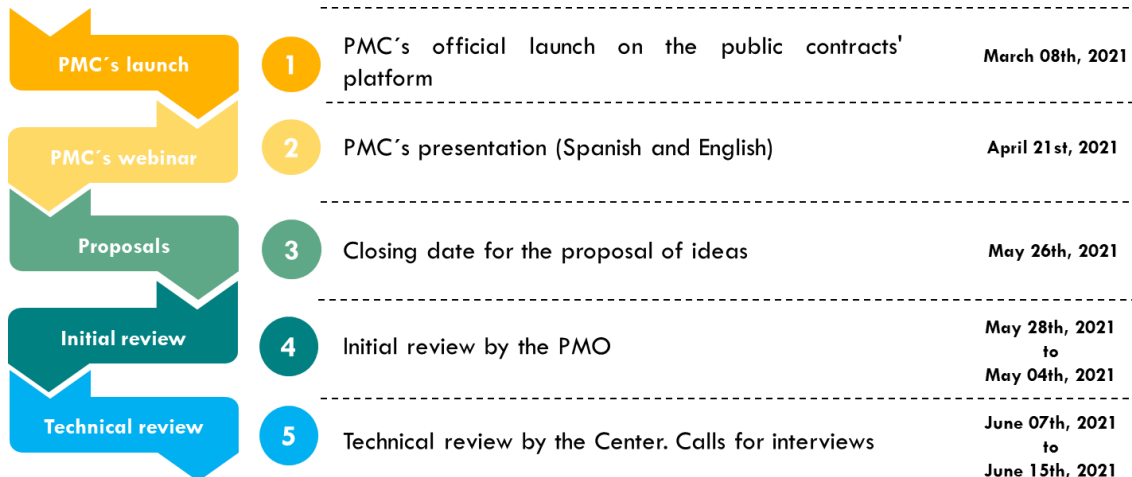 PMC´s launch
1
PMC´s official launch on the public contracts'
platform
March 08th, 2021
PMC´s webinar
2
PMC´s presentation (Spanish and English)
April 21st, 2021
Proposals
3
Closing date for the proposal of ideas
May 26th, 2021
Initial review
4
Initial review by the PMO
May 28th, 2021
to
May 04th, 2021
Technical review
5
Technical review by the Center. Calls for interviews
June 07th, 2021
to
June 15th, 2021